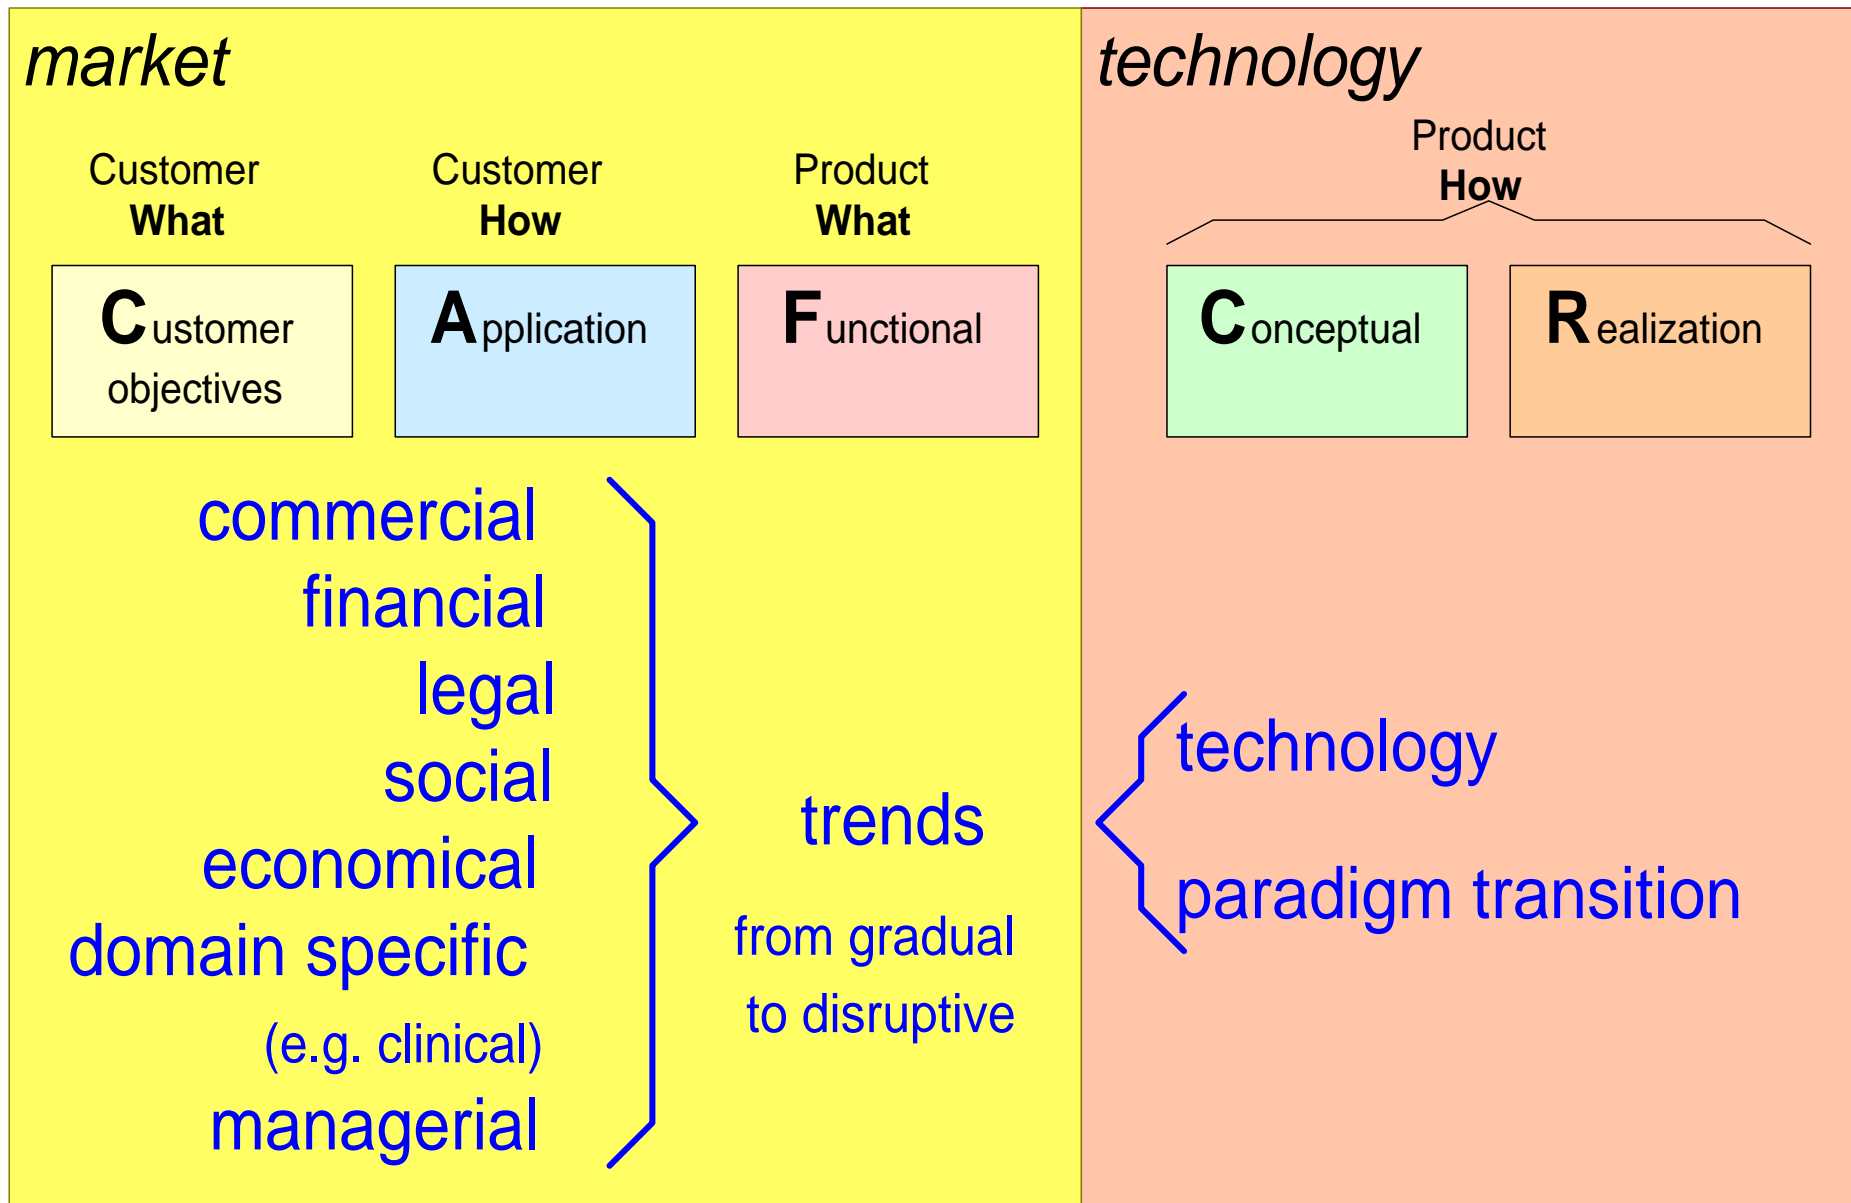 market
technology
Customer
What
Customer
How
Product
What
Product
How
Customer
objectives
Application
Functional
Conceptual
Realization
commercial
financial
legal
social
economical
domain specific
(e.g. clinical)
managerial
trends
from gradual
to disruptive
technology
paradigm transition